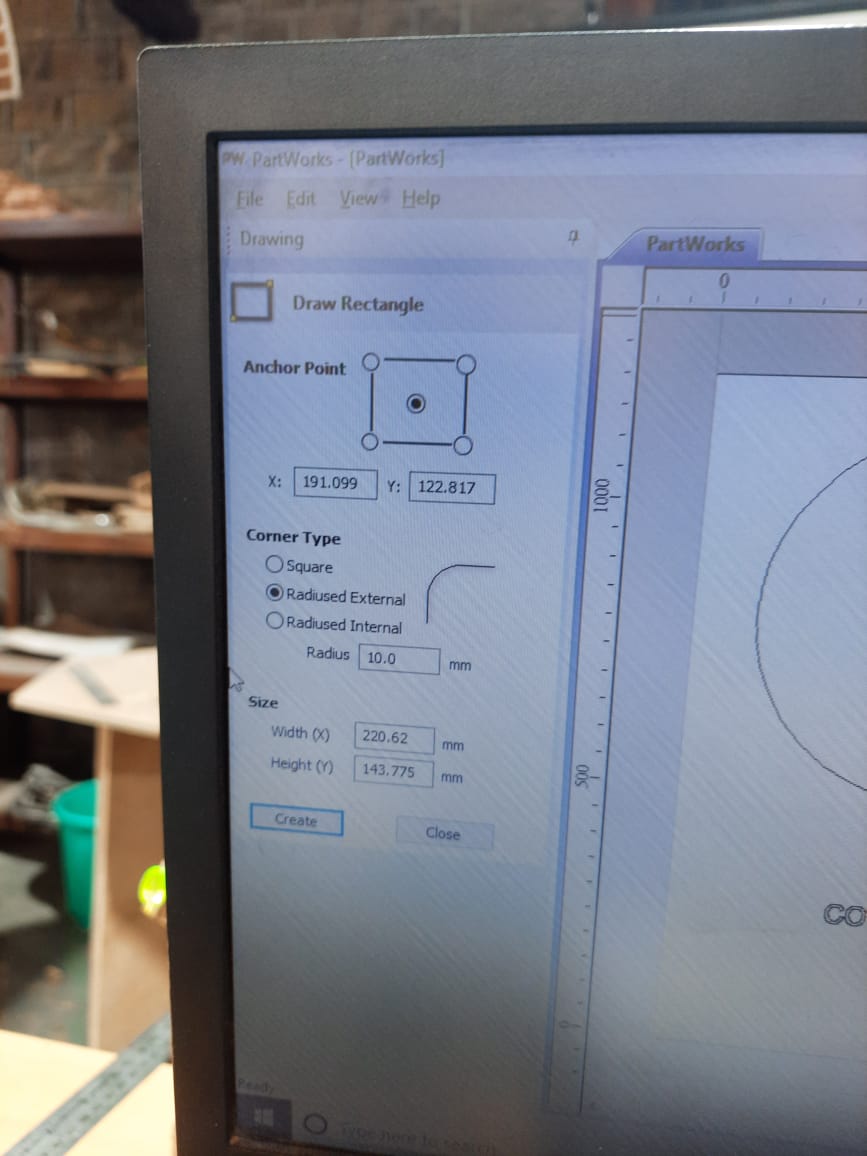 PW PartWorks - [PartWorks]
File Edit View Help
Drawing
PartWorks
Draw Rectangle
0
Anchor Point
X: 191.099 Y: 122.817
1000
Corner Type
Square
Radiused External
Radiused Internal
Radius 10.0 mm
Size
Width (X) 220.62 mm
Height (Y) 143.775 mm
500
Create Close
CO
0
Ready
Type here to search